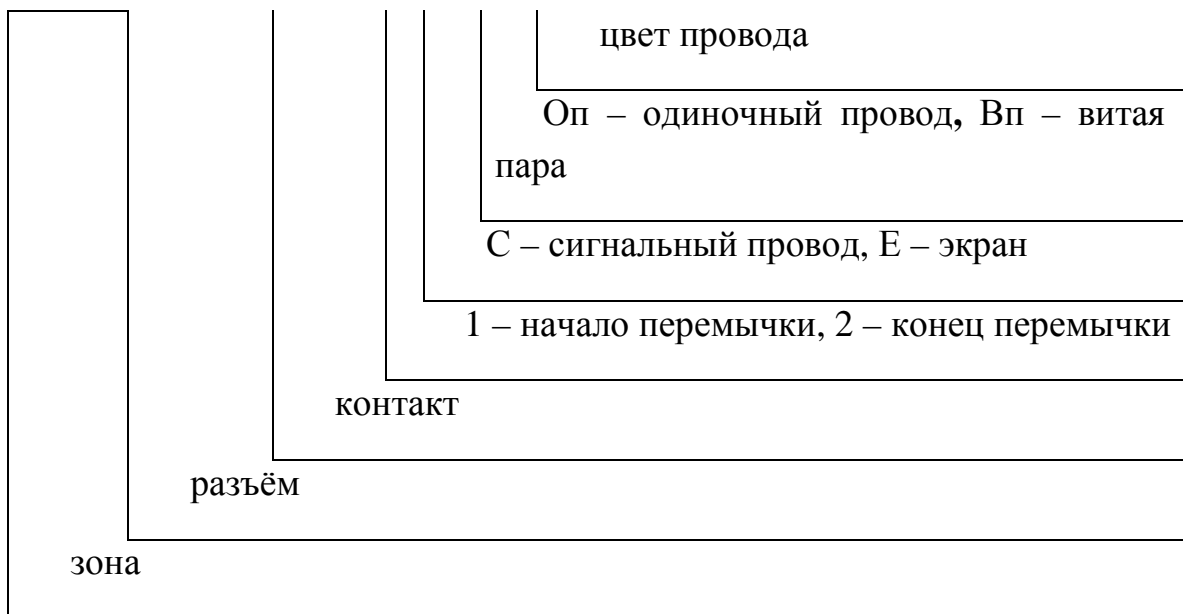 цвет провода
Оп – одиночный провод, Вп – витая
пара
С – сигнальный провод, Е – экран
1 – начало перемычки, 2 – конец перемычки
контакт
разъём
зона